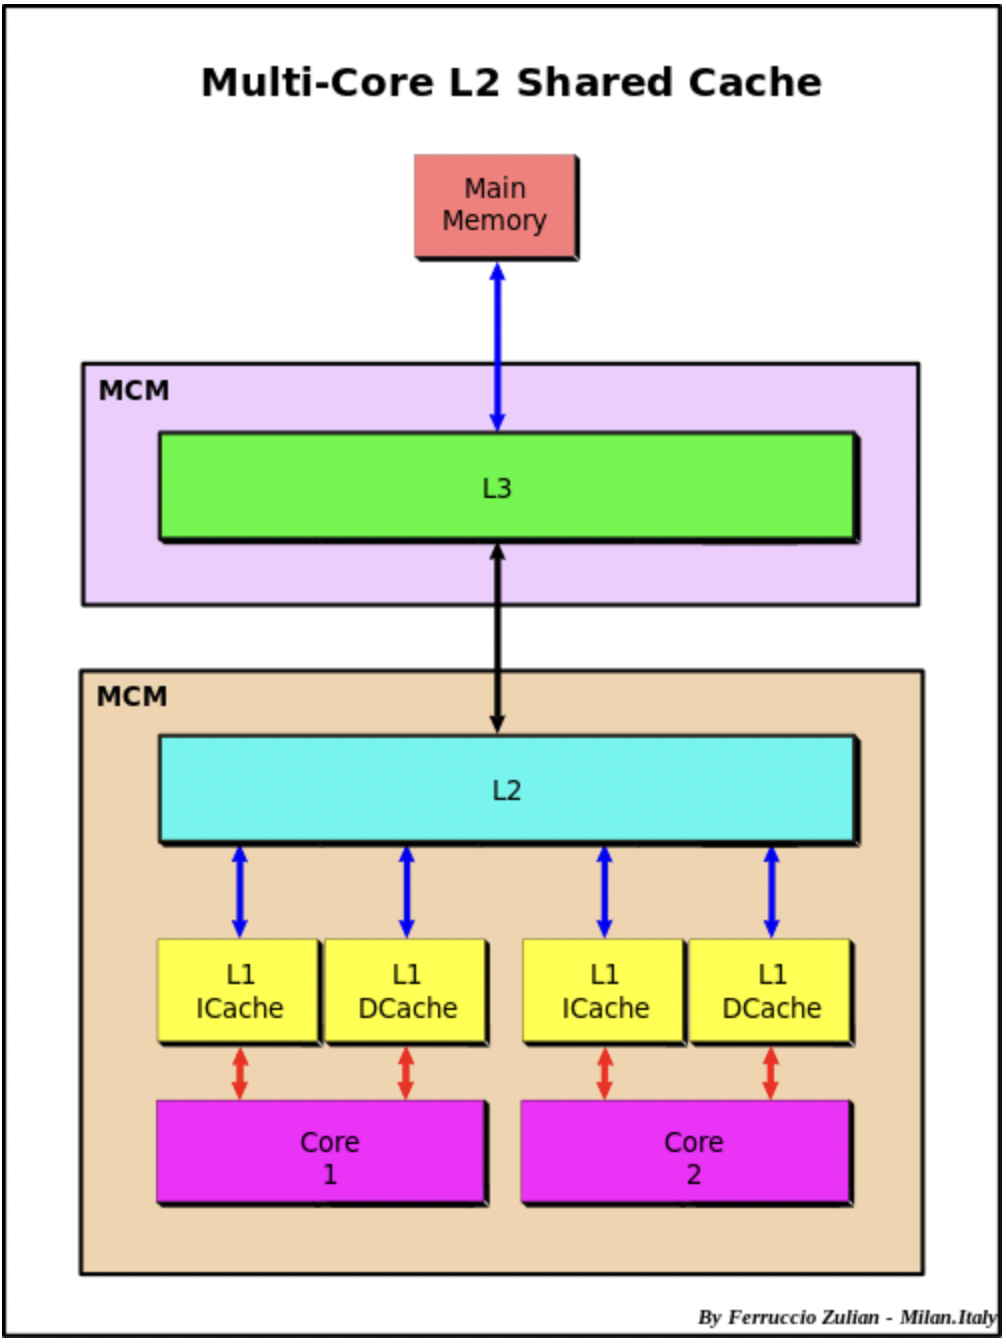 Multi-Core L2 Shared Cache
Main
Memory
MCM
L3
MCM
L2
L1
ICache
L1
DCache
L1
ICache
L1
DCache
Core
1
Core
2
By Ferruccio Zulian - Milan.Italy